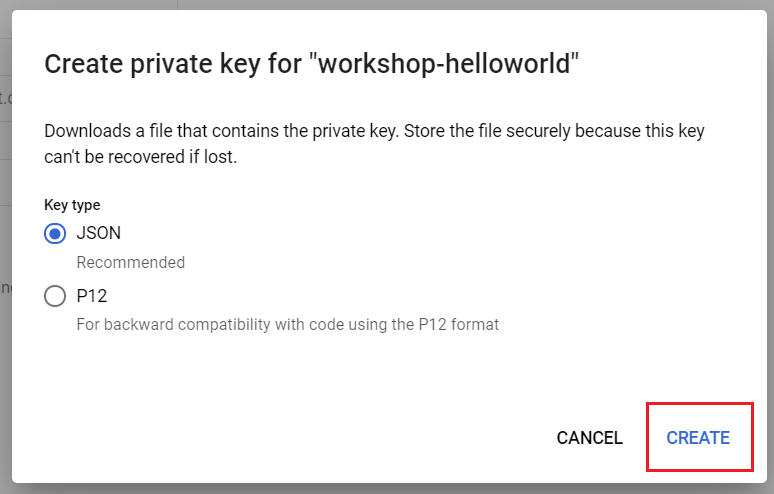 Create private key for "workshop-helloworld"
Downloads a file that contains the private key. Store the file securely because this key
can't be recovered if lost.
Key type
JSON
Recommended
P12
For backward compatibility with code using the P12 format
CANCEL
CREATE